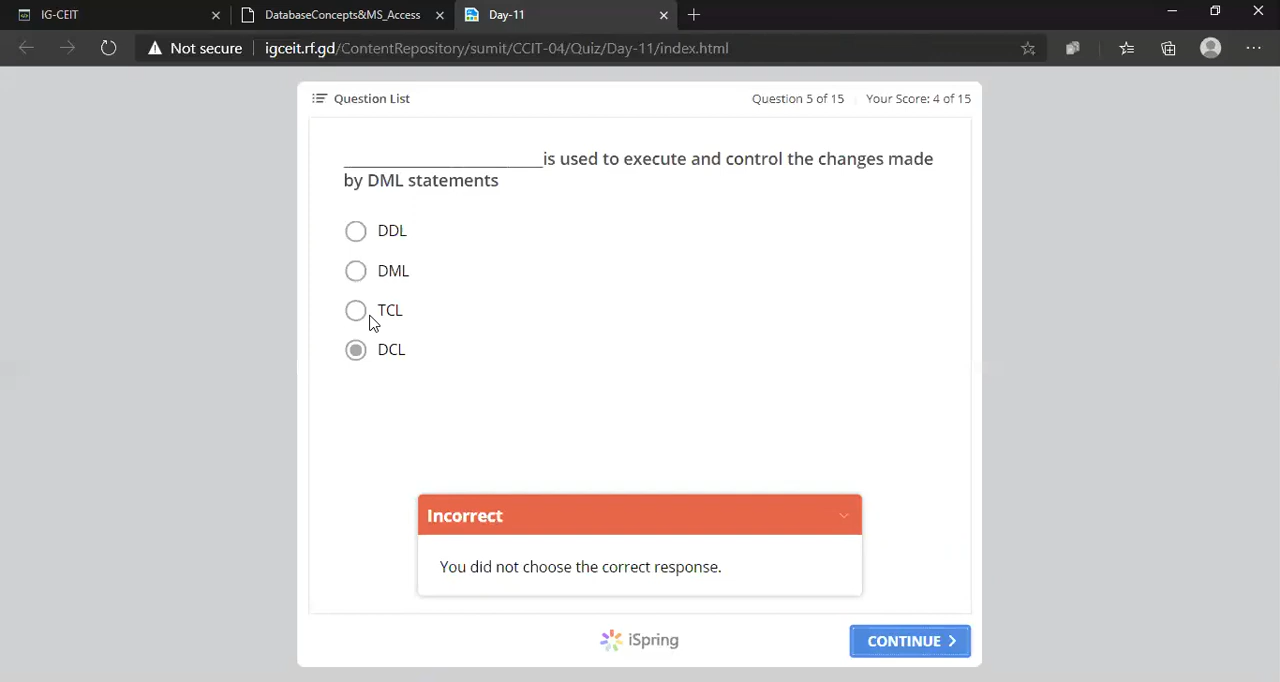 IG-CEIT
DatabaseConcepts&MS_Access
Day-11
Not secure
igceit.rf.gd/ContentRepository/sumit/CCIT-04/Quiz/Day-11/index.html
Question List
Question 5 of 15
Your Score: 4 of 15
______________________is used to execute and control the changes made
by DML statements
DDL
DML
TCL
DCL
Incorrect
You did not choose the correct response.
iSpring
CONTINUE